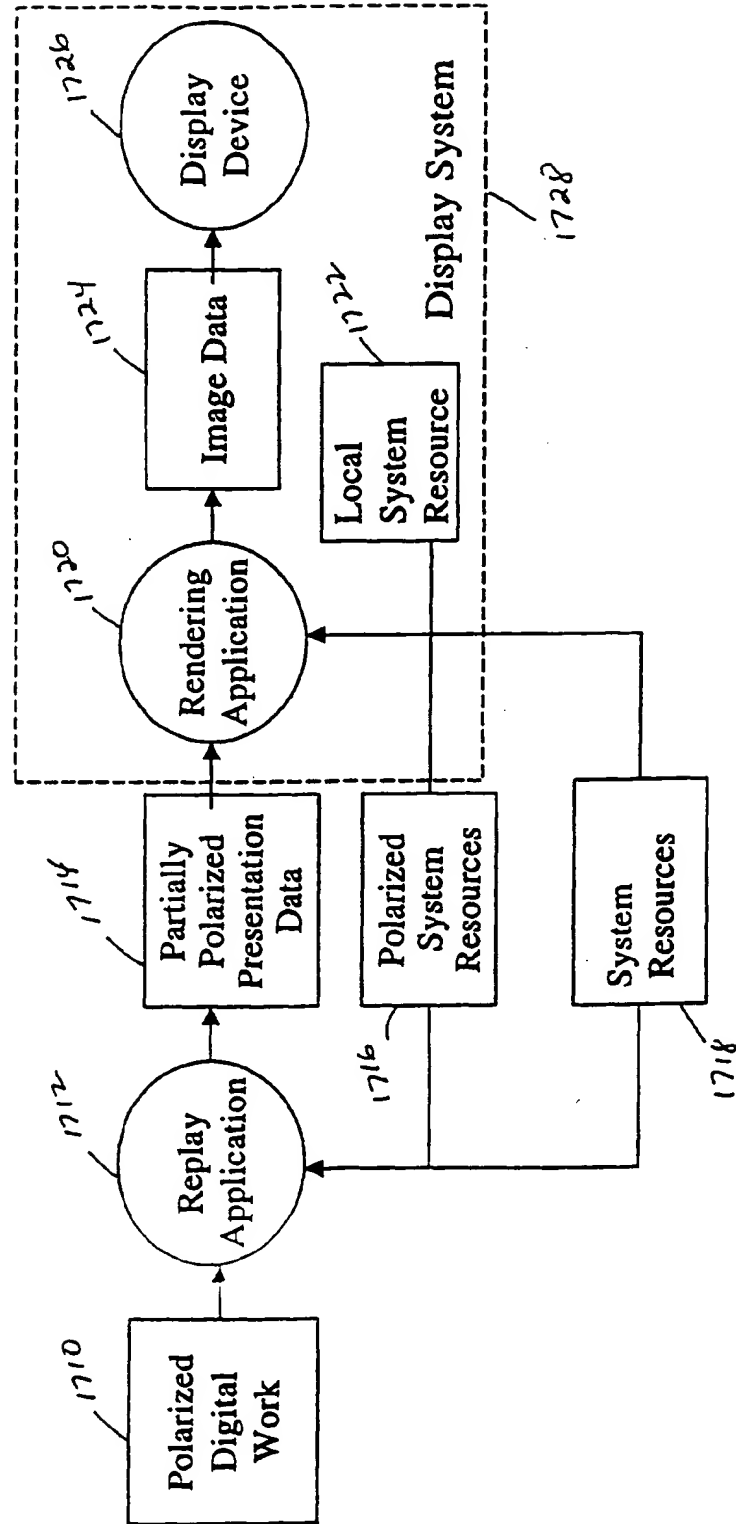 1710
Polarized
Digital
Work
1712
Replay
Application
1714
Partially
Polarized
Presentation
Data
1716
Polarized
System
Resources
1718
System
Resources
1720
Rendering
Application
1722
Local
System
Resource
1724
Image Data
1726
Display
Device
Display System
1728